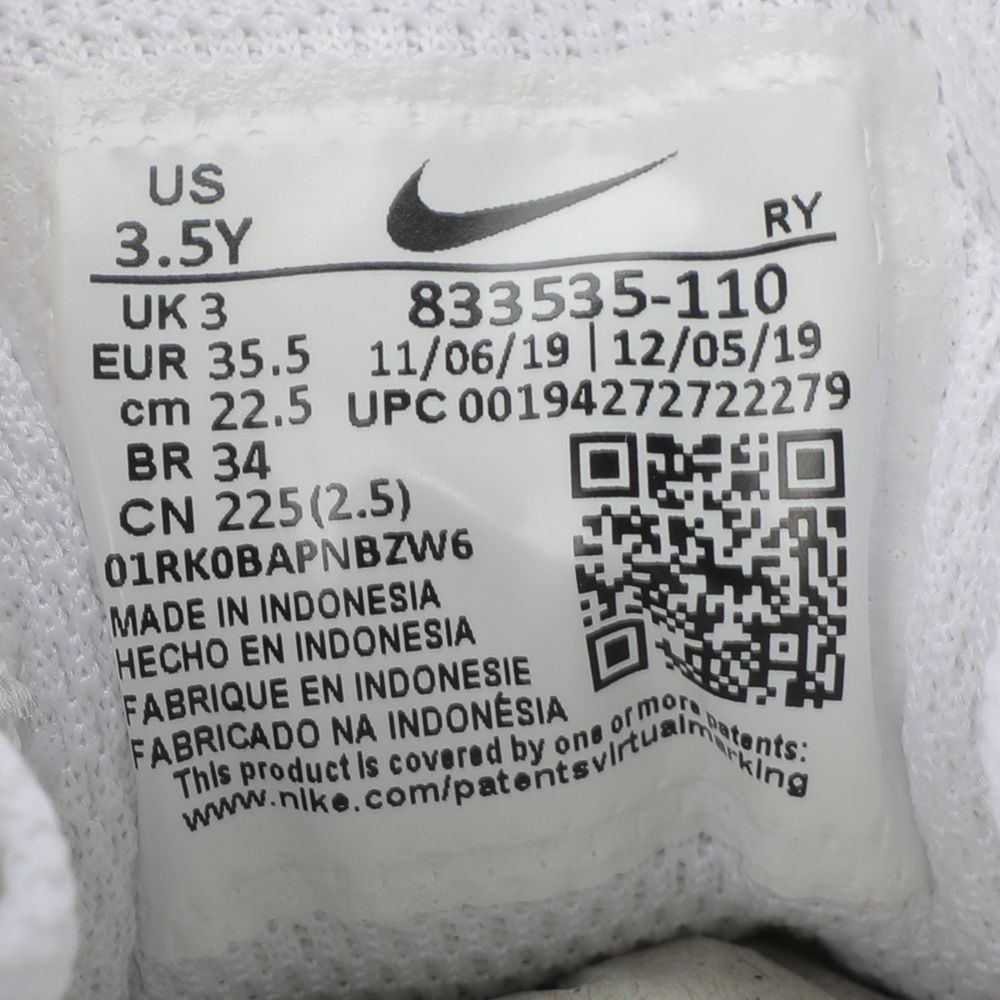 US
3.5Y
RY
UK 3
833535-110
EUR 35.5
11/06/19 | 12/05/19
cm 22.5
UPC 00194272722279
BR 34
CN 225(2.5)
01RK0BAPNBZW6
MADE IN INDONESIA
HECHO EN INDONESIA
FABRIQUE EN INDONESIE
FABRICADO NA INDONÉSIA
This product is covered by one or more patents:
www.nike.com/patentsvirtualmarking